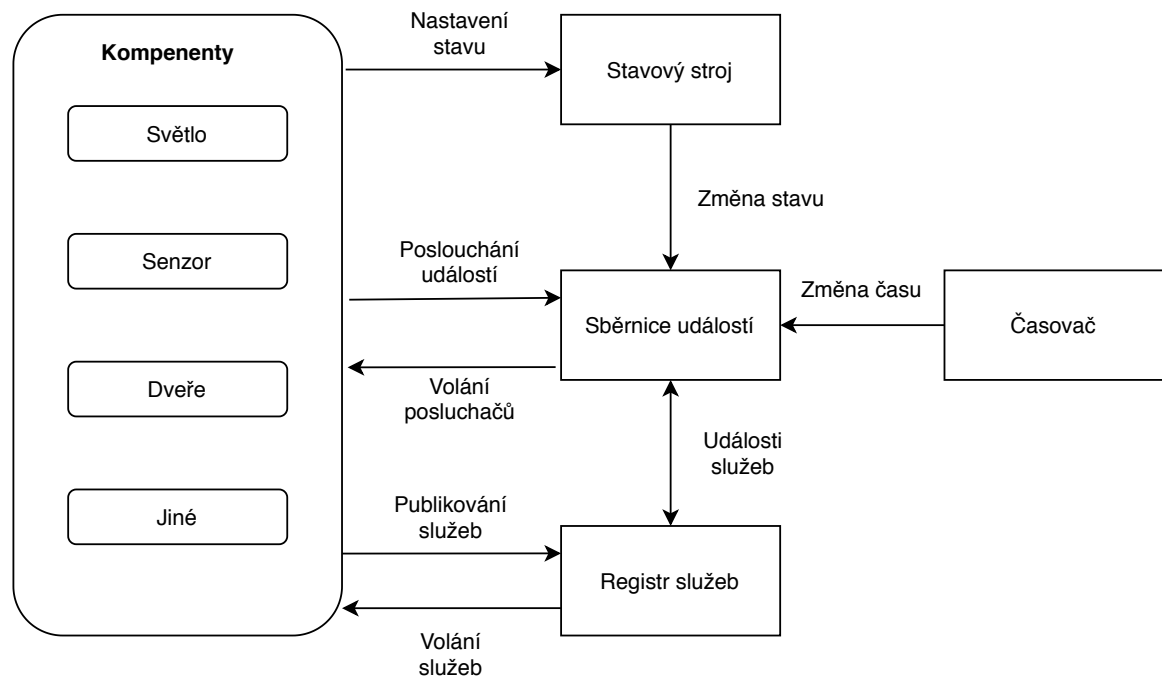 Kompenenty
Světlo
Senzor
Dveře
Jiné
Nastavení
stavu
Stavový stroj
Změna stavu
Poslouchání
událostí
Sběrnice událostí
Změna času
Časovač
Volání
posluchačů
Události
služeb
Publikování
služeb
Registr služeb
Volání
služeb